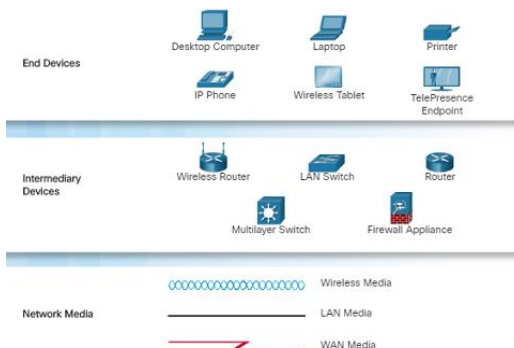 Desktop Computer
Laptop
Printer
End Devices
IP Phone
Wireless Tablet
TelePresence
Endpoint
Intermediary
Devices
Wireless Router
LAN Switch
Router
Multilayer Switch
Firewall Appliance
Wireless Media
Network Media
LAN Media
WAN Media